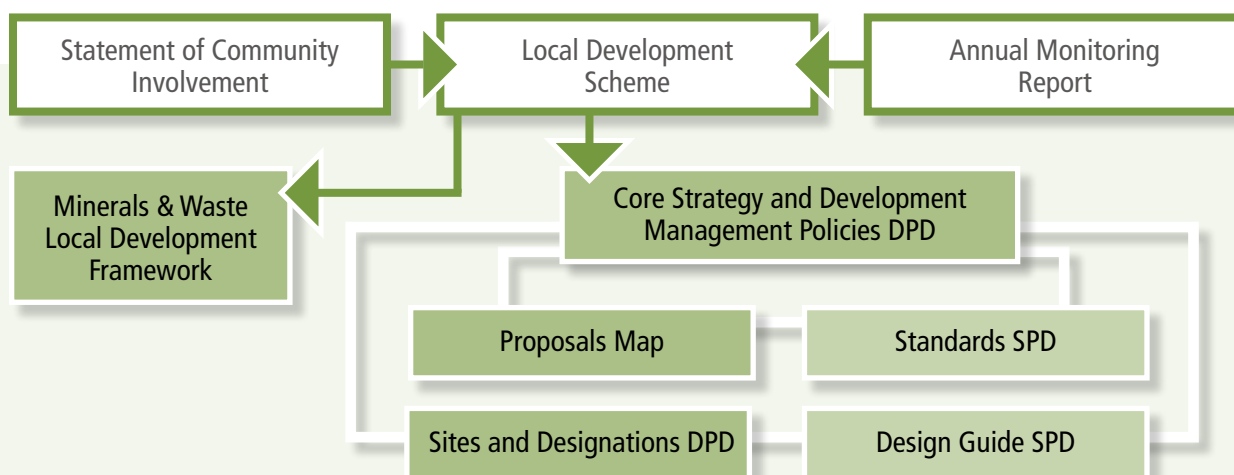 Statement of Community
Involvement
Local Development
Scheme
Annual Monitoring
Report
Minerals & Waste
Local Development
Framework
Core Strategy and Development
Management Policies DPD
Proposals Map
Standards SPD
Sites and Designations DPD
Design Guide SPD